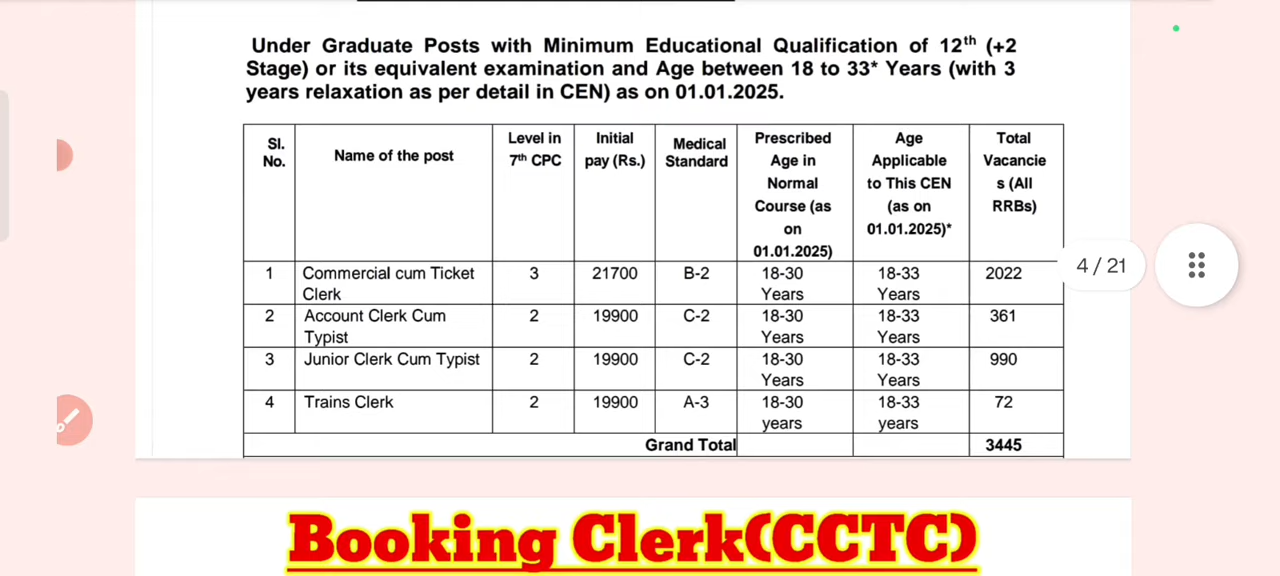 Under Graduate Posts with Minimum Educational Qualification of 12th (+2
Stage) or its equivalent examination and Age between 18 to 33* Years (with 3
years relaxation as per detail in CEN) as on 01.01.2025.
Sl. No. Name of the post Level in 7th CPC Initial pay (Rs.) Medical Standard Prescribed Age in Normal Course (as on 01.01.2025) Age Applicable to This CEN (as on 01.01.2025)* Total Vacancie s (All RRBs)
1 Commercial cum Ticket Clerk 3 21700 B-2 18-30 Years 18-33 Years 2022
2 Account Clerk Cum Typist 2 19900 C-2 18-30 Years 18-33 Years 361
3 Junior Clerk Cum Typist 2 19900 C-2 18-30 Years 18-33 Years 990
4 Trains Clerk 2 19900 A-3 18-30 years 18-33 years 72
Grand Total 3445
4 / 21
Booking Clerk(CCTC)